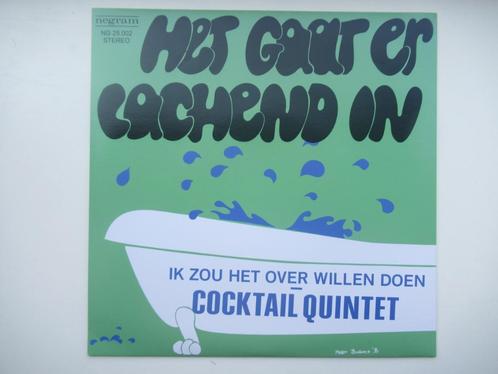 negram
NG 25.002
STEREO
Het Gaat er
Lachend in
IK ZOU HET OVER WILLEN DOEN
COCKTAIL QUINTET